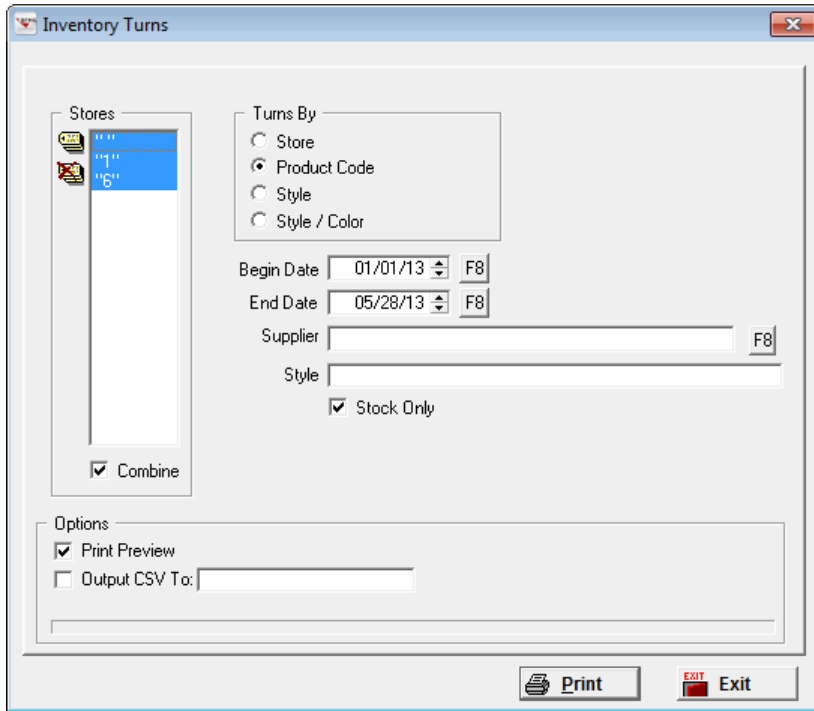 Inventory Turns
Stores
" "
"1"
"6"
Combine
Turns By
Store
Product Code
Style
Style / Color
Begin Date 01/01/13 F8
End Date 05/28/13 F8
Supplier F8
Style
Stock Only
Options
Print Preview
Output CSV To:
Print
EXIT Exit